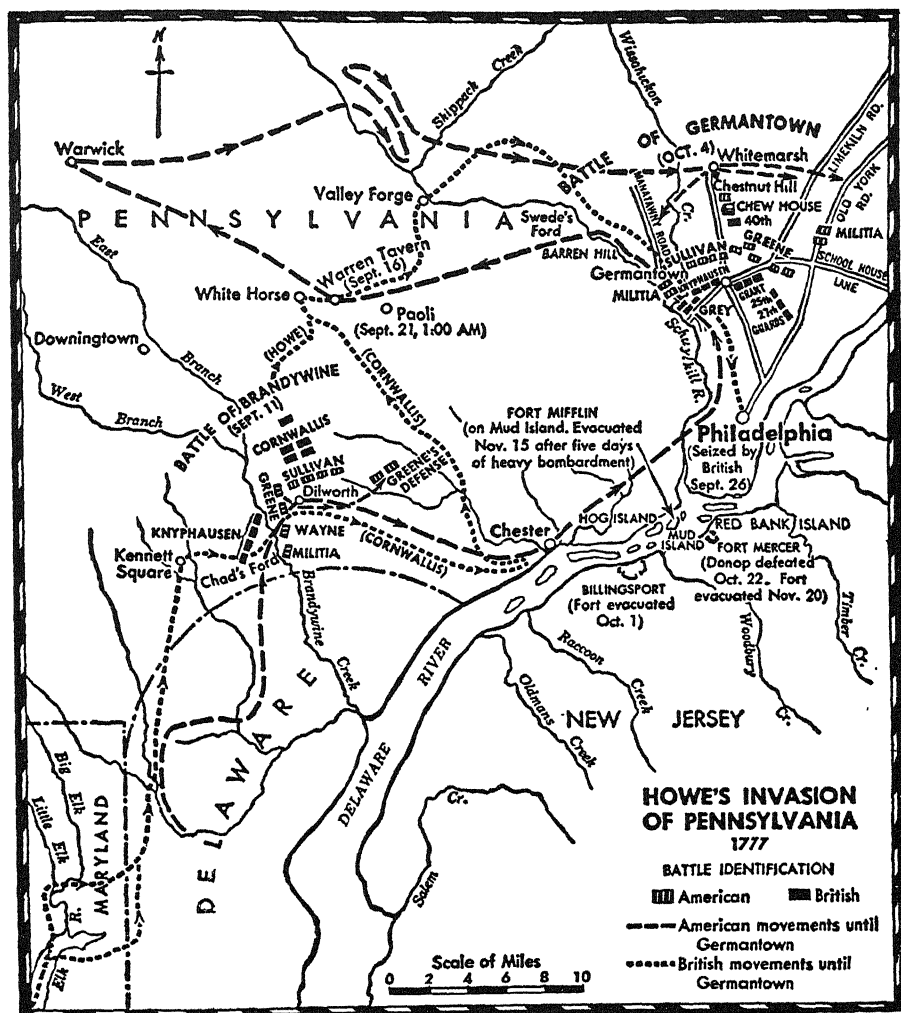 N
Skippack Creek
Wissahickon
Cr.
BATTLE OF GERMANTOWN
(OCT. 4)
LIMEKILN RD.
OLD YORK RD.
Warwick
Whitemarsh
Chestnut Hill
CHEW HOUSE
40th
Valley Forge
PENNSYLVANIA
Swede's
Ford
MANATAWNY ROAD
SULLIVAN
GREENE
MILITIA
SCHOOL HOUSE
LANE
East
Branch
Warren Tavern
(Sept. 16)
BARREN HILL
Germantown
KNYPHAUSEN
MILITIA
GREY
GRANT
25th
27th
GUARDS
White Horse
Paoli
(Sept. 21, 1:00 AM)
Schuylkill R.
Downingtown
(HOWE)
(CORNWALLIS)
West
Branch
BATTLE OF BRANDYWINE
(SEPT. 11)
CORNWALLIS
SULLIVAN
GREENE
GREENE'S
DEFENSE
FORT MIFFLIN
(on Mud Island. Evacuated
Nov. 15 after five days
of heavy bombardment)
Philadelphia
(Seized by
British
Sept. 26)
Dilworth
KNYPHAUSEN
WAYNE
MILITIA
(CORNWALLIS)
Chester
HOG ISLAND
MUD
ISLAND
RED BANK ISLAND
Kennett
Square
Chad's Ford
FORT MERCER
(Donop defeated
Oct. 22. Fort
evacuated Nov. 20)
BILLINGSPORT
(Fort evacuated
Oct. 1)
Brandywine
Creek
Timber Cr.
Woodbury
Cr.
Raccoon
Creek
Oldmans
Creek
DELAWARE
RIVER
DELAWARE
NEW JERSEY
Big
Elk
Little
Elk
MARYLAND
R.
Elk
Salem
Cr.
HOWE'S INVASION
OF PENNSYLVANIA
1777
BATTLE IDENTIFICATION
American
British
American movements until
Germantown
British movements until
Germantown
Scale of Miles
0 2 4 6 8 10